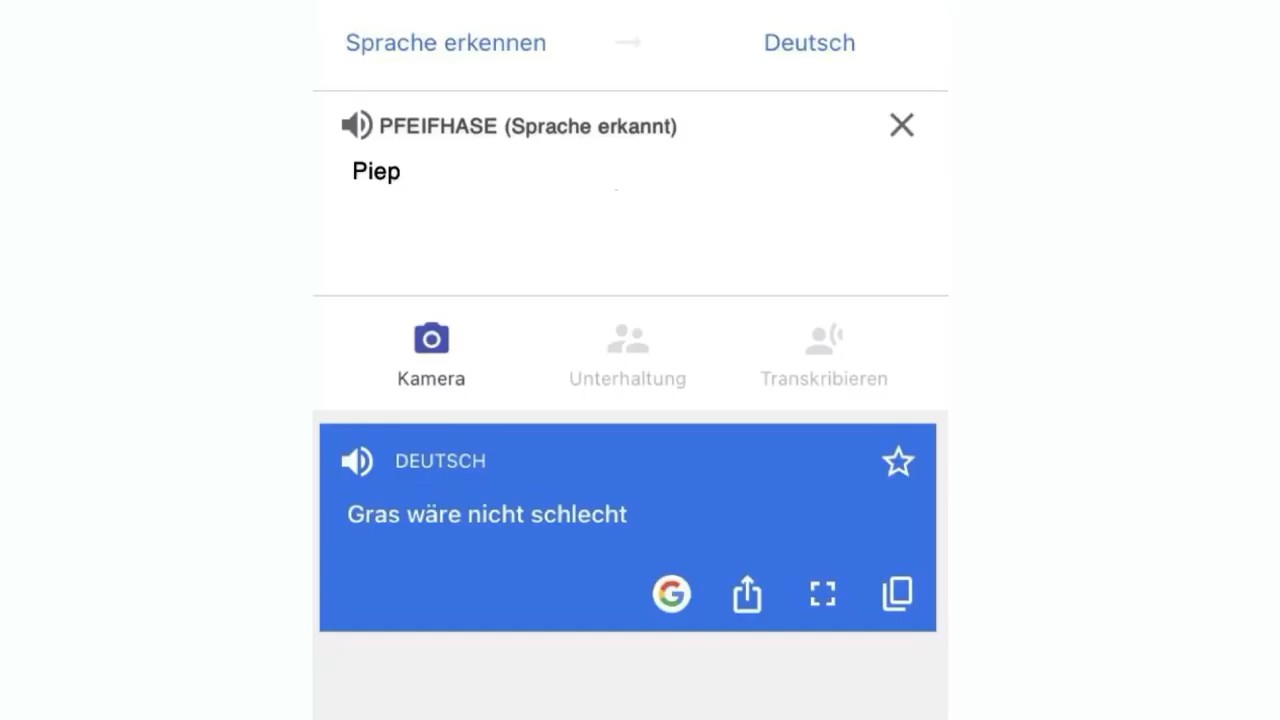 Sprache erkennen → Deutsch
PFEIFHASE (Sprache erkannt)
Piep
Kamera Unterhaltung Transkribieren
DEUTSCH
Gras wäre nicht schlecht